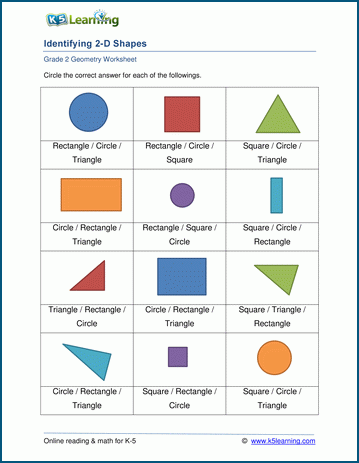 K5 Learning
Identifying 2-D Shapes
Grade 2 Geometry Worksheet
Circle the correct answer for each of the followings.
Rectangle / Circle / Triangle
Rectangle / Circle / Square
Square / Circle / Triangle
Circle / Rectangle / Triangle
Rectangle / Square / Circle
Square / Circle / Rectangle
Triangle / Rectangle / Circle
Circle / Rectangle / Triangle
Square / Triangle / Rectangle
Circle / Rectangle / Triangle
Square / Rectangle / Circle
Square / Circle / Triangle
Online reading & math for K-5
© www.k5learning.com